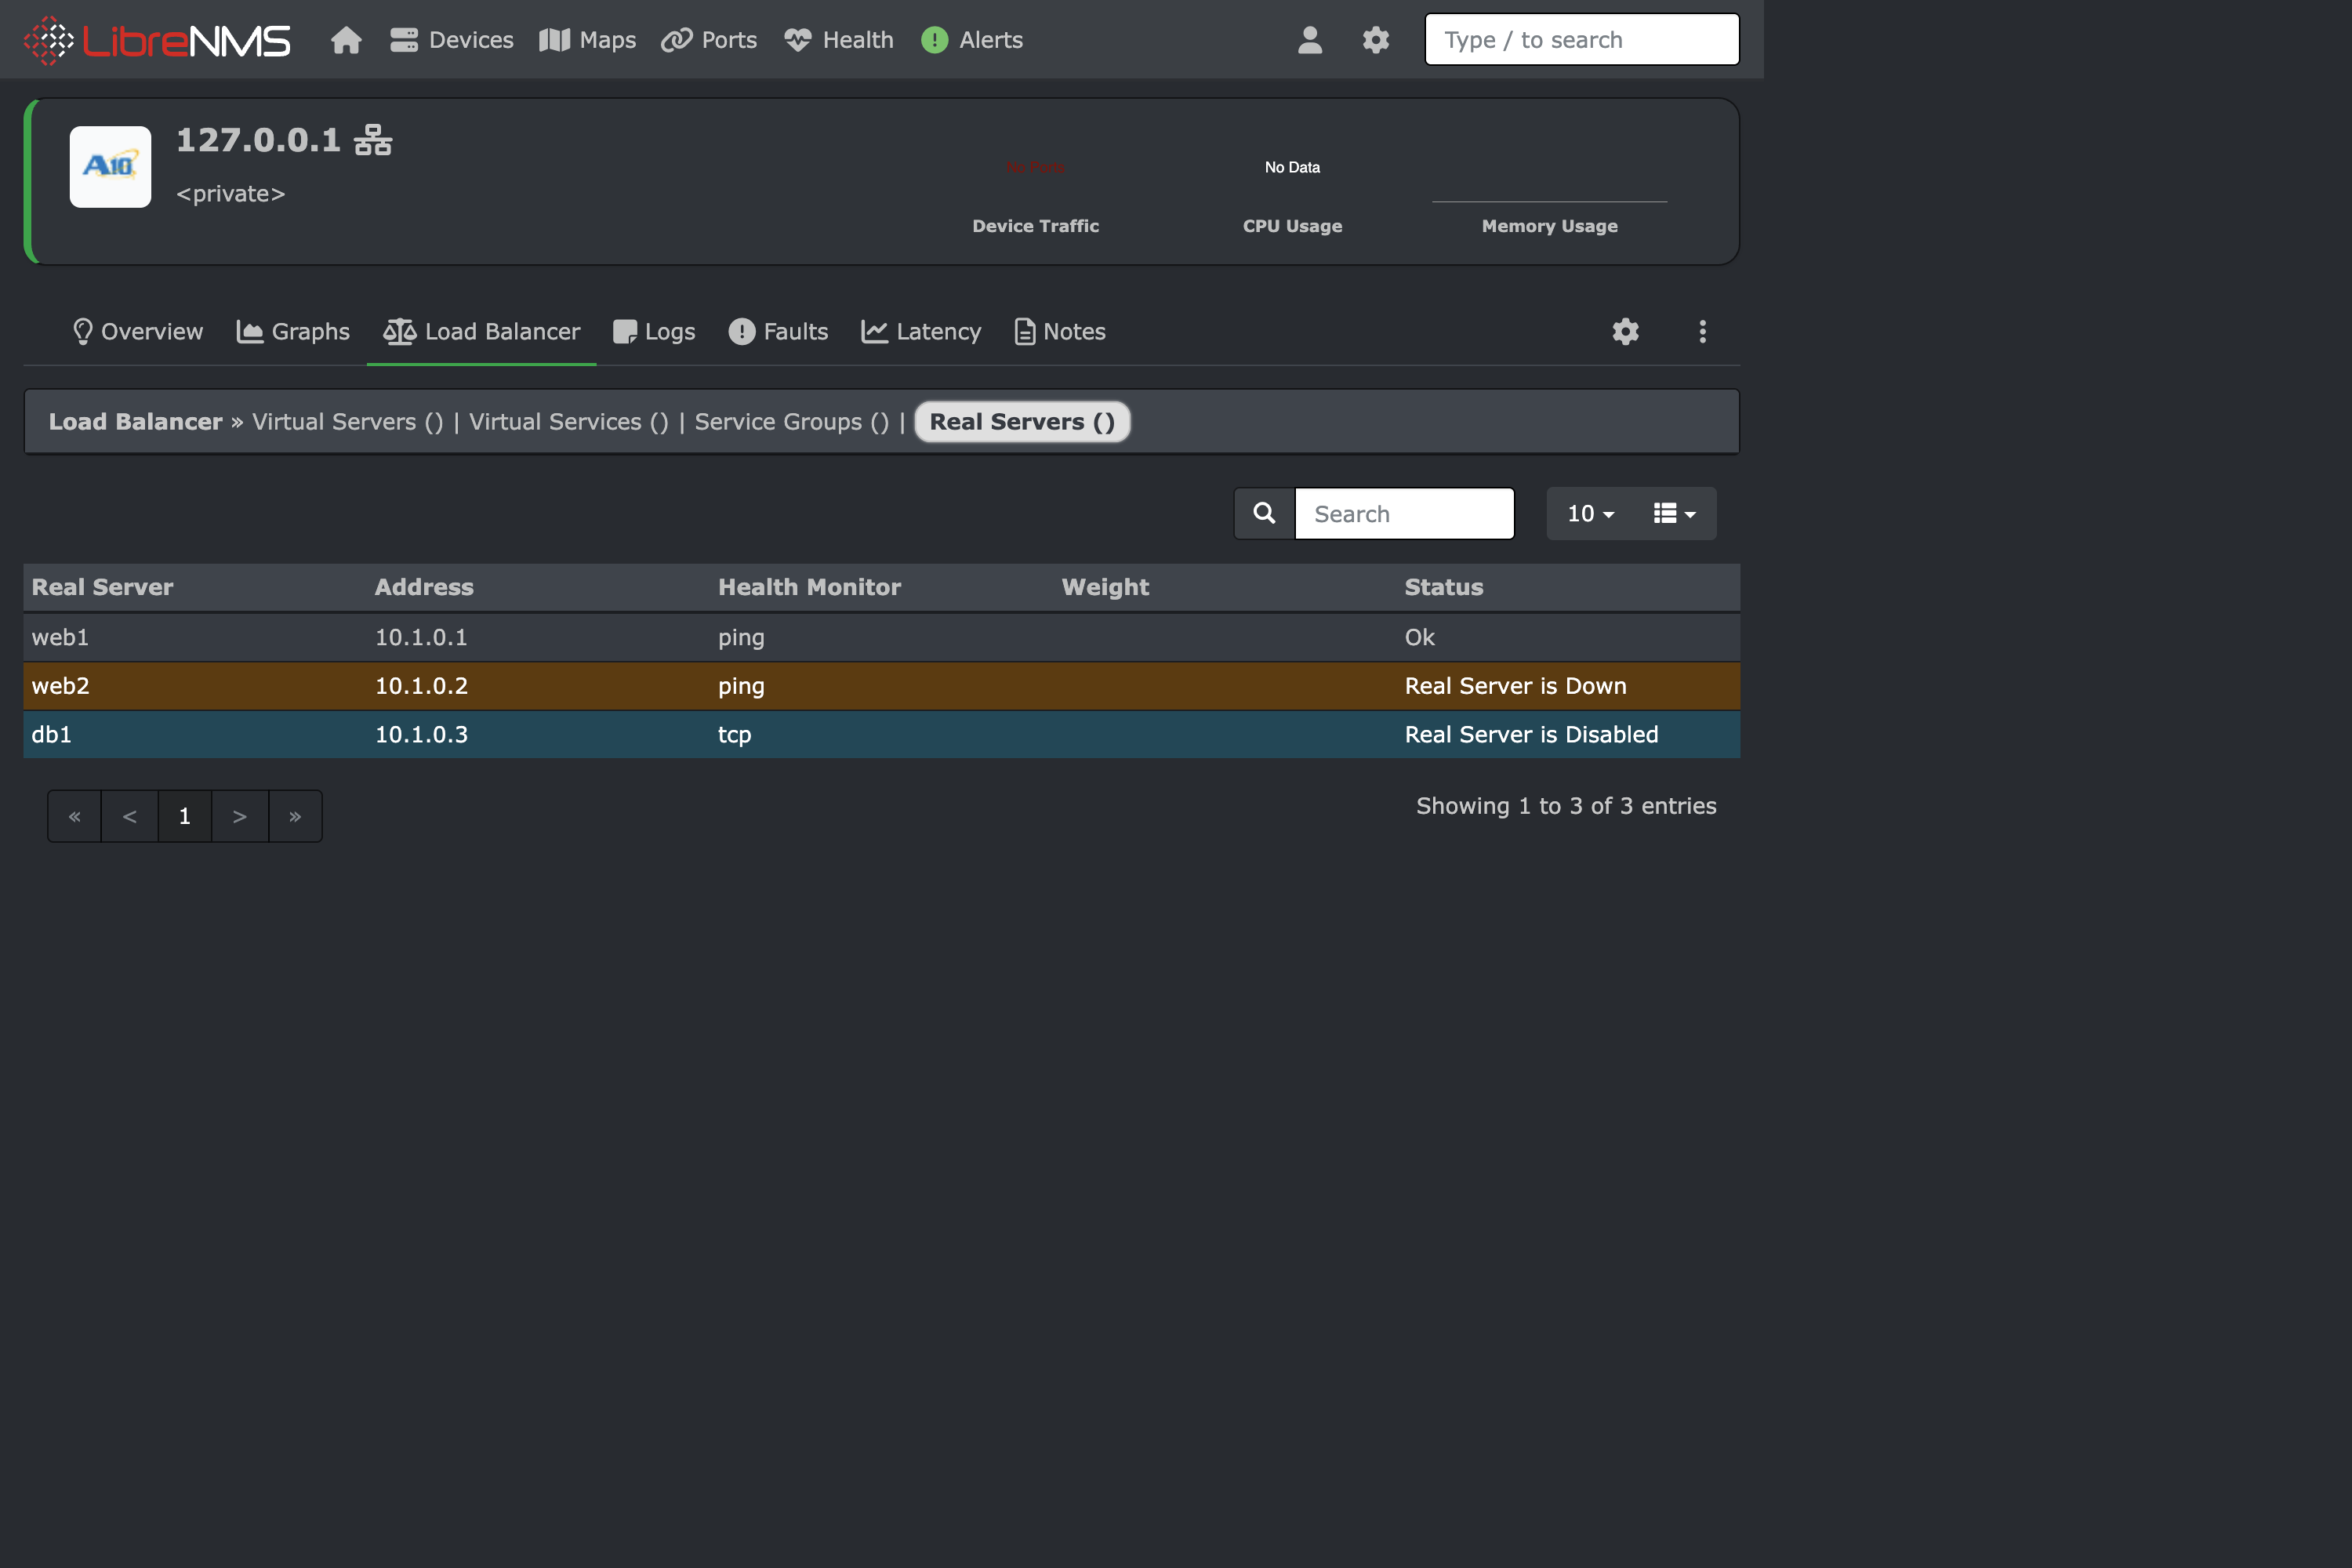 LibreNMS Devices Maps Ports Health Alerts Type / to search
A10
127.0.0.1
<private>
No Ports
No Data
Device Traffic CPU Usage Memory Usage
Overview Graphs Load Balancer Logs Faults Latency Notes
Load Balancer » Virtual Servers () | Virtual Services () | Service Groups () | Real Servers ()
Search 10
Real Server Address Health Monitor Weight Status
web1 10.1.0.1 ping Ok
web2 10.1.0.2 ping Real Server is Down
db1 10.1.0.3 tcp Real Server is Disabled
« < 1 > » Showing 1 to 3 of 3 entries